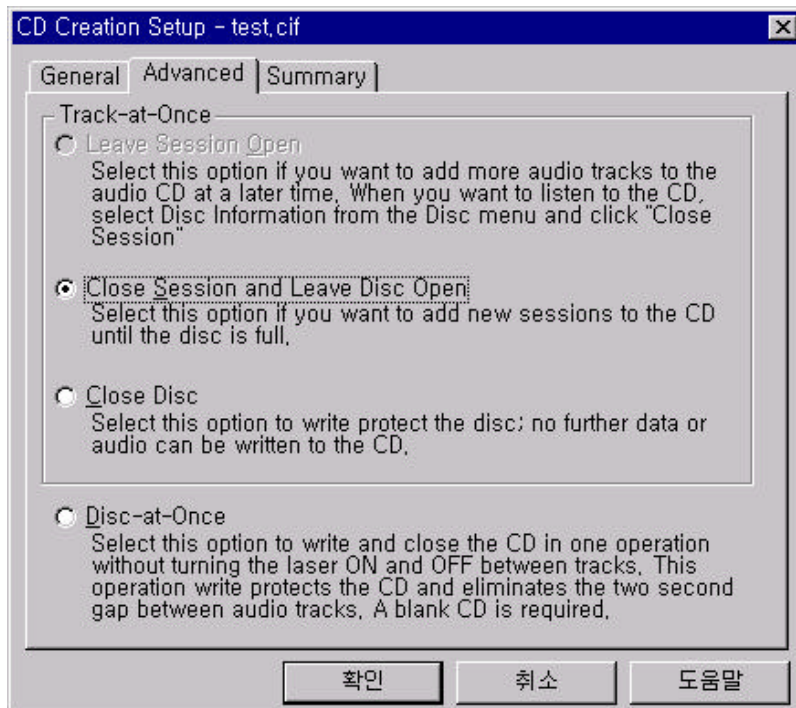 CD Creation Setup - test.cif
General Advanced Summary
Track-at-Once
Leave Session Open
Select this option if you want to add more audio tracks to the
audio CD at a later time. When you want to listen to the CD,
select Disc Information from the Disc menu and click "Close
Session"
Close Session and Leave Disc Open
Select this option if you want to add new sessions to the CD
until the disc is full.
Close Disc
Select this option to write protect the disc; no further data or
audio can be written to the CD.
Disc-at-Once
Select this option to write and close the CD in one operation
without turning the laser ON and OFF between tracks. This
operation write protects the CD and eliminates the two second
gap between audio tracks. A blank CD is required.
확인 취소 도움말